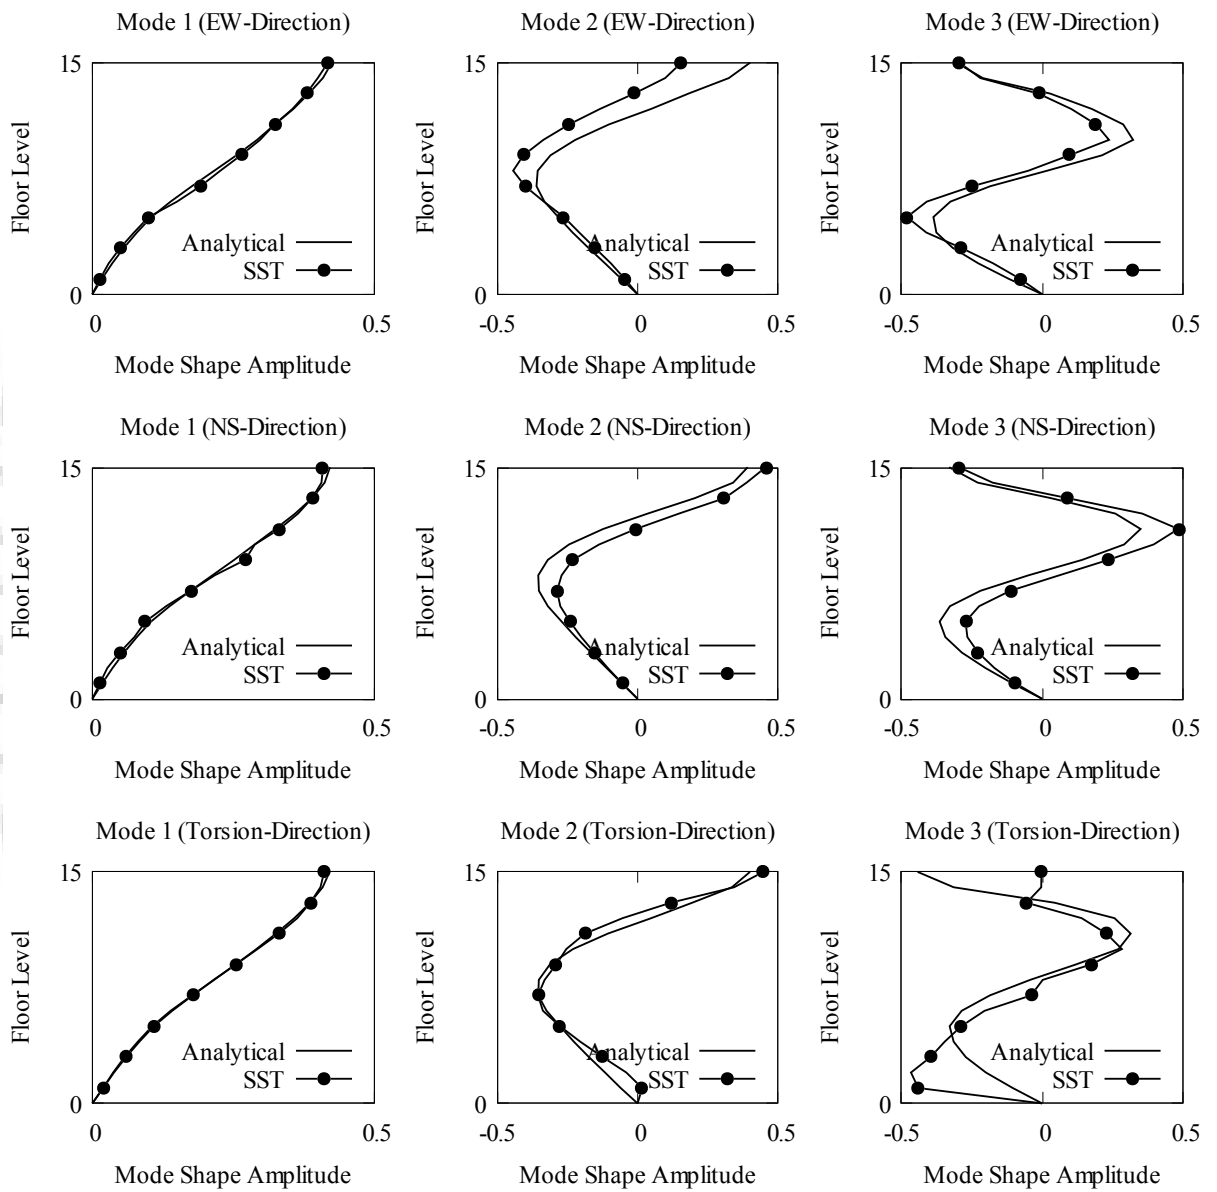 Mode 1 (EW-Direction) Mode 2 (EW-Direction) Mode 3 (EW-Direction)
15 15 15
Floor Level Floor Level Floor Level
Analytical Analytical Analytical
SST SST SST
0 0 0
0 0.5 -0.5 0 0.5 -0.5 0 0.5
Mode Shape Amplitude Mode Shape Amplitude Mode Shape Amplitude
Mode 1 (NS-Direction) Mode 2 (NS-Direction) Mode 3 (NS-Direction)
15 15 15
Floor Level Floor Level Floor Level
Analytical Analytical Analytical
SST SST SST
0 0 0
0 0.5 -0.5 0 0.5 -0.5 0 0.5
Mode Shape Amplitude Mode Shape Amplitude Mode Shape Amplitude
Mode 1 (Torsion-Direction) Mode 2 (Torsion-Direction) Mode 3 (Torsion-Direction)
15 15 15
Floor Level Floor Level Floor Level
Analytical Analytical Analytical
SST SST SST
0 0 0
0 0.5 -0.5 0 0.5 -0.5 0 0.5
Mode Shape Amplitude Mode Shape Amplitude Mode Shape Amplitude